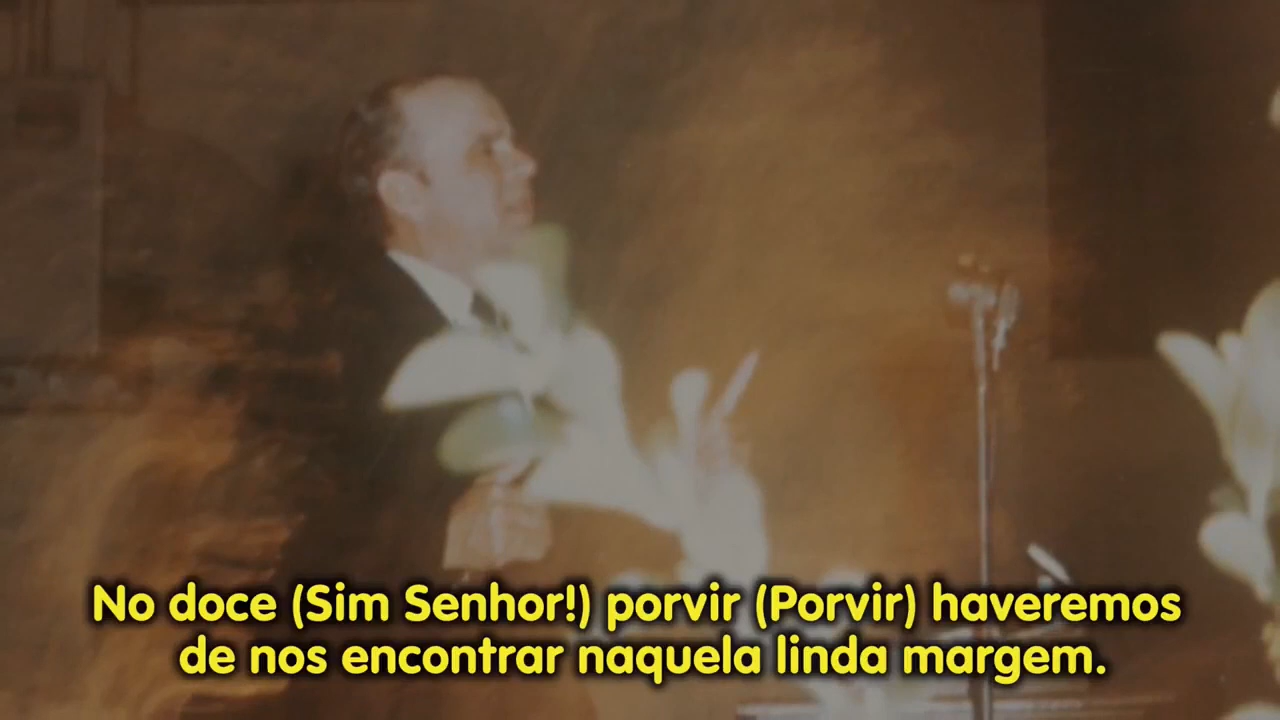 No doce (Sim Senhor!) porvir (Porvir) haveremos
de nos encontrar naquela linda margem.